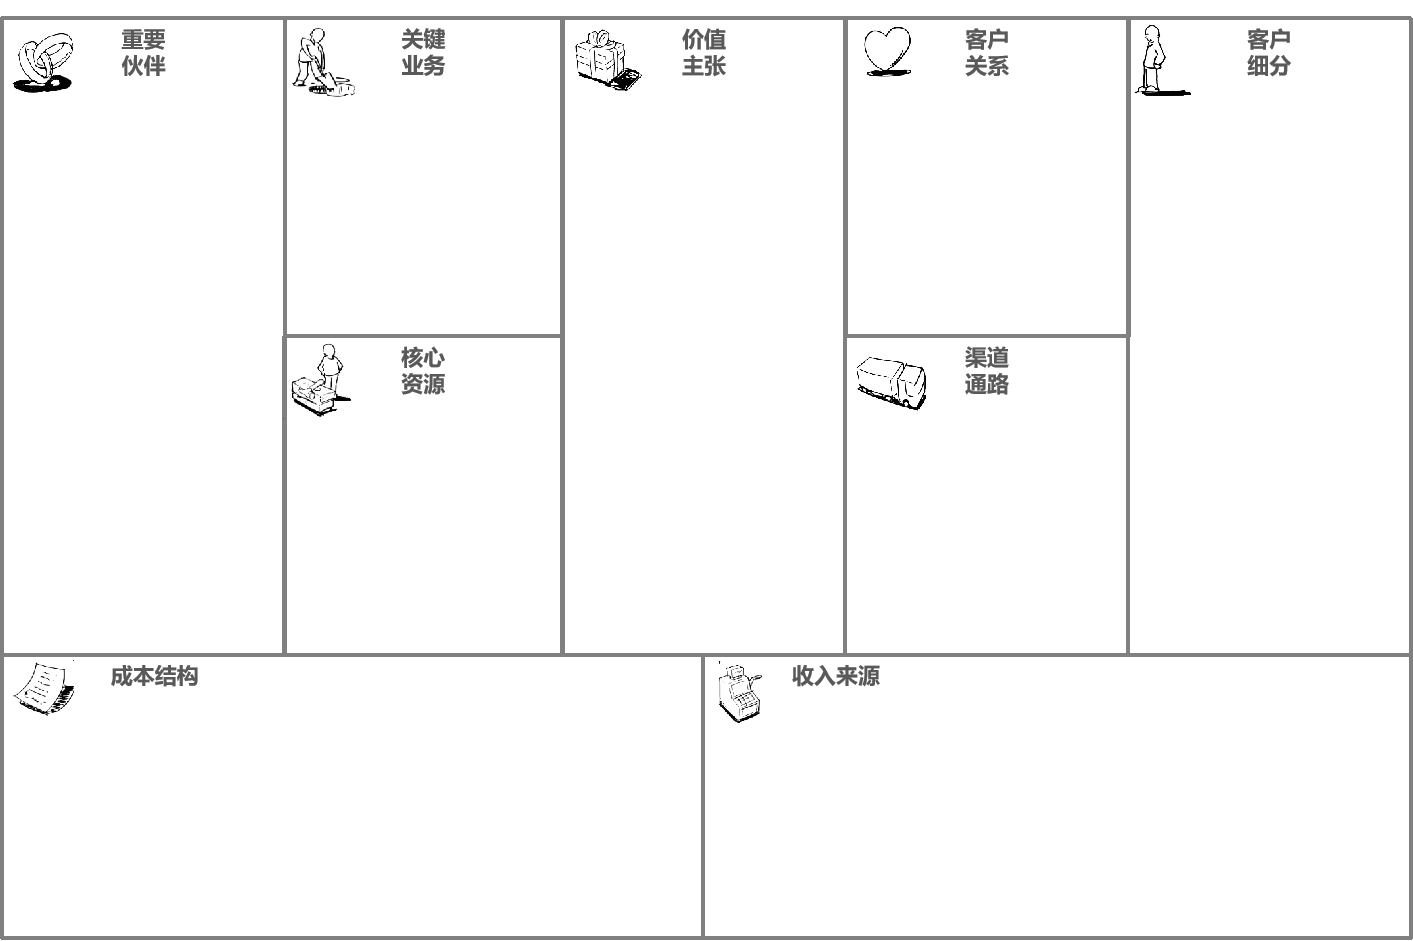 重要
伙伴
关键
业务
价值
主张
客户
关系
客户
细分
核心
资源
渠道
通路
成本结构
收入来源